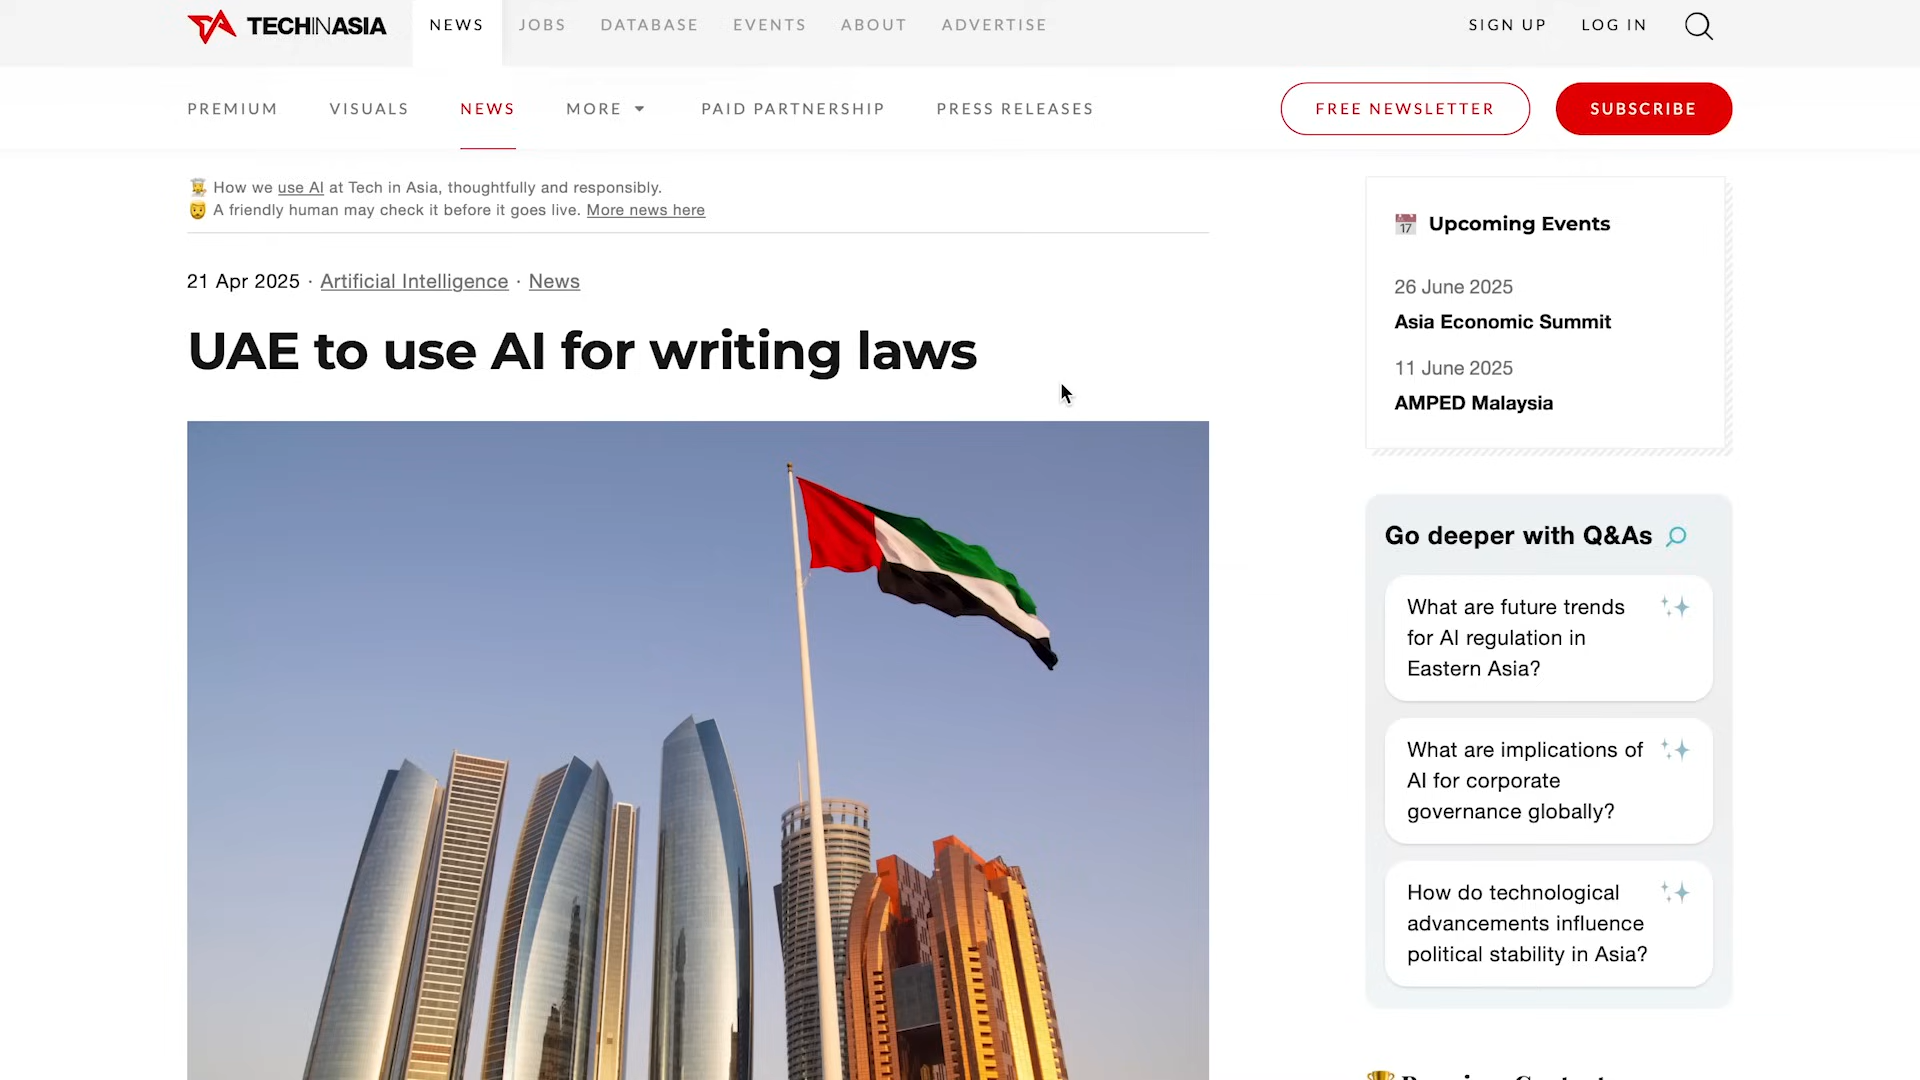 TECHINASIA
NEWS
JOBS
DATABASE
EVENTS
ABOUT
ADVERTISE
SIGN UP
LOG IN
PREMIUM
VISUALS
NEWS
MORE
PAID PARTNERSHIP
PRESS RELEASES
FREE NEWSLETTER
SUBSCRIBE
How we use AI at Tech in Asia, thoughtfully and responsibly.
A friendly human may check it before it goes live. More news here
21 Apr 2025 · Artificial Intelligence · News
UAE to use AI for writing laws
17
Upcoming Events
26 June 2025
Asia Economic Summit
11 June 2025
AMPED Malaysia
Go deeper with Q&As
What are future trends
for AI regulation in
Eastern Asia?
What are implications of
AI for corporate
governance globally?
How do technological
advancements influence
political stability in Asia?